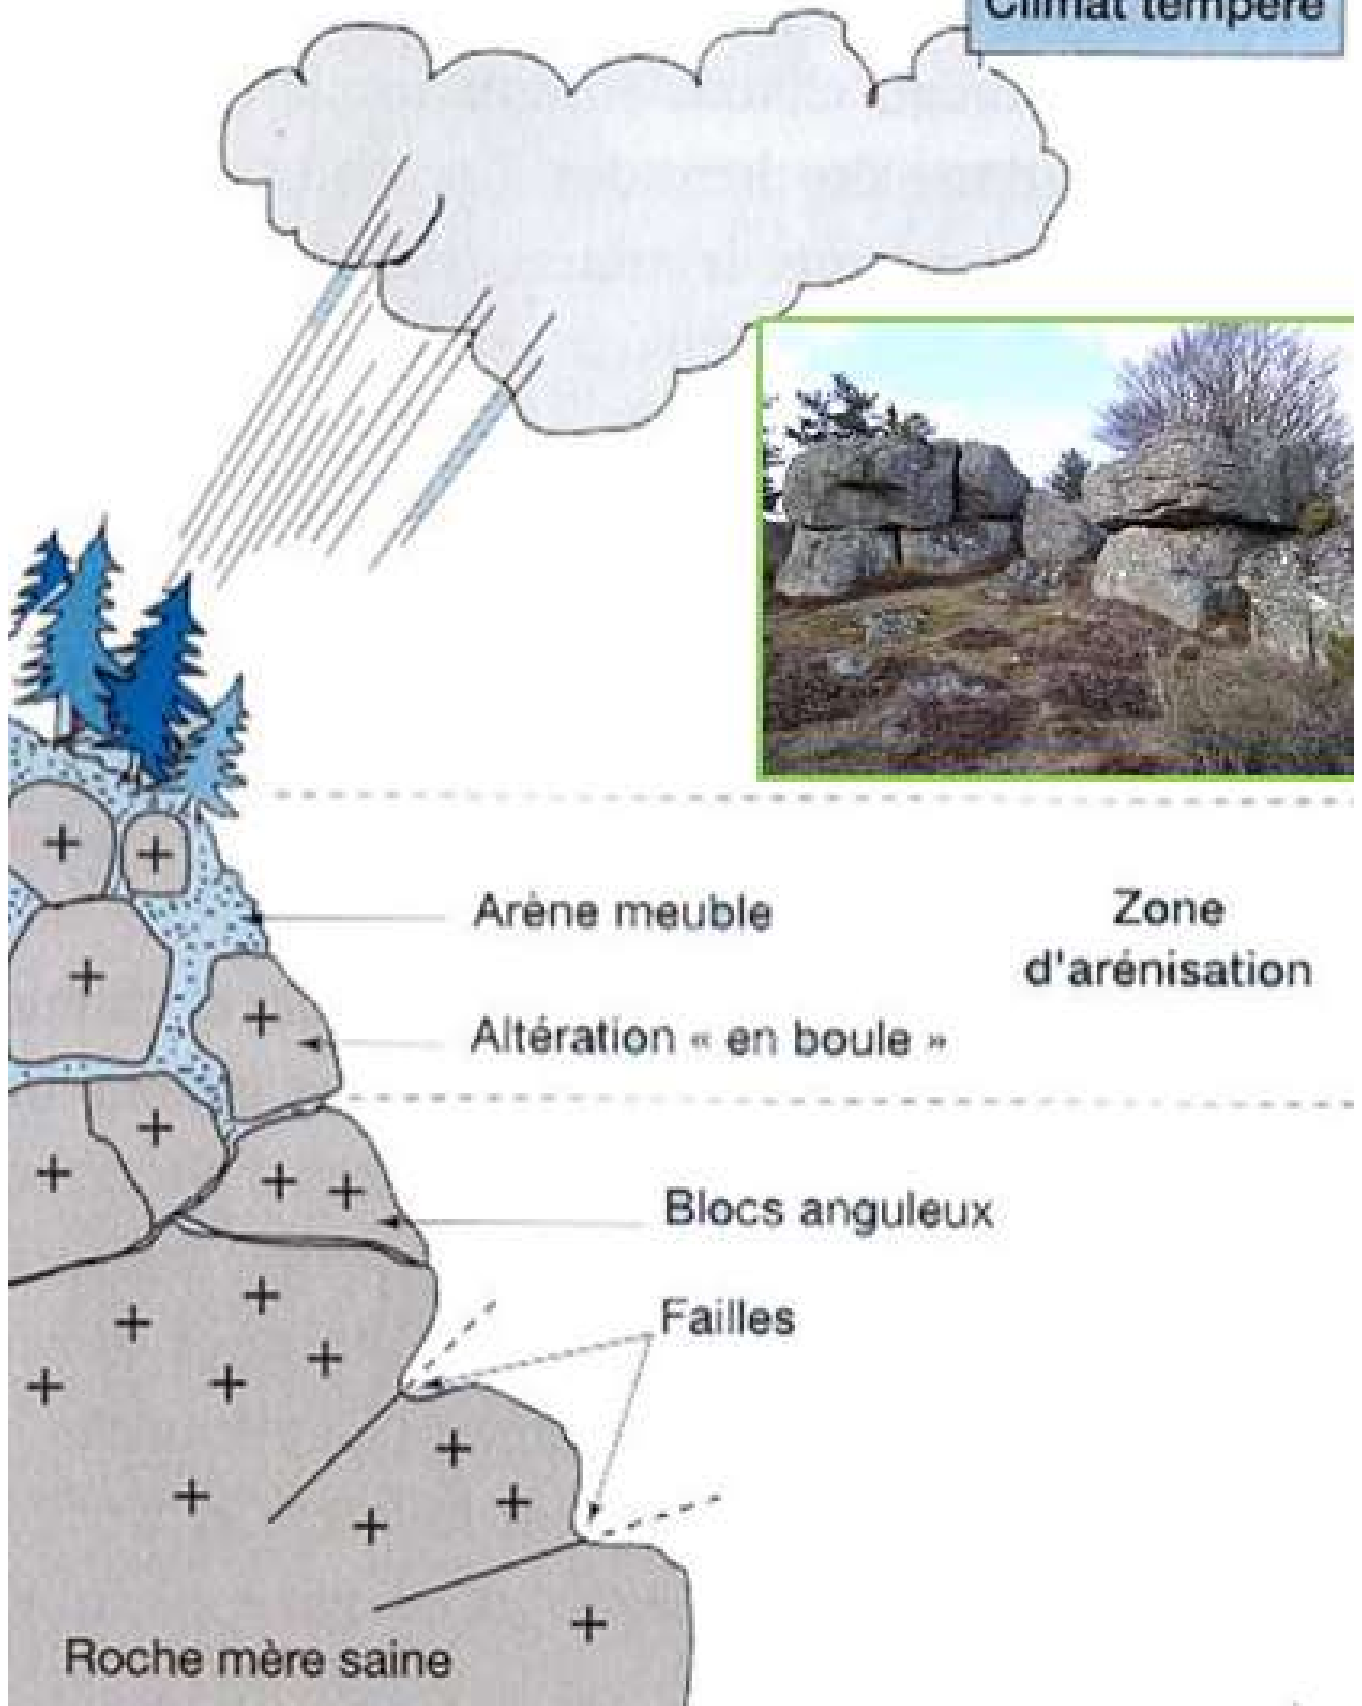 Climat tempéré
Arène meuble
Zone
d'arénisation
Altération « en boule »
Blocs anguleux
Failles
Roche mère saine